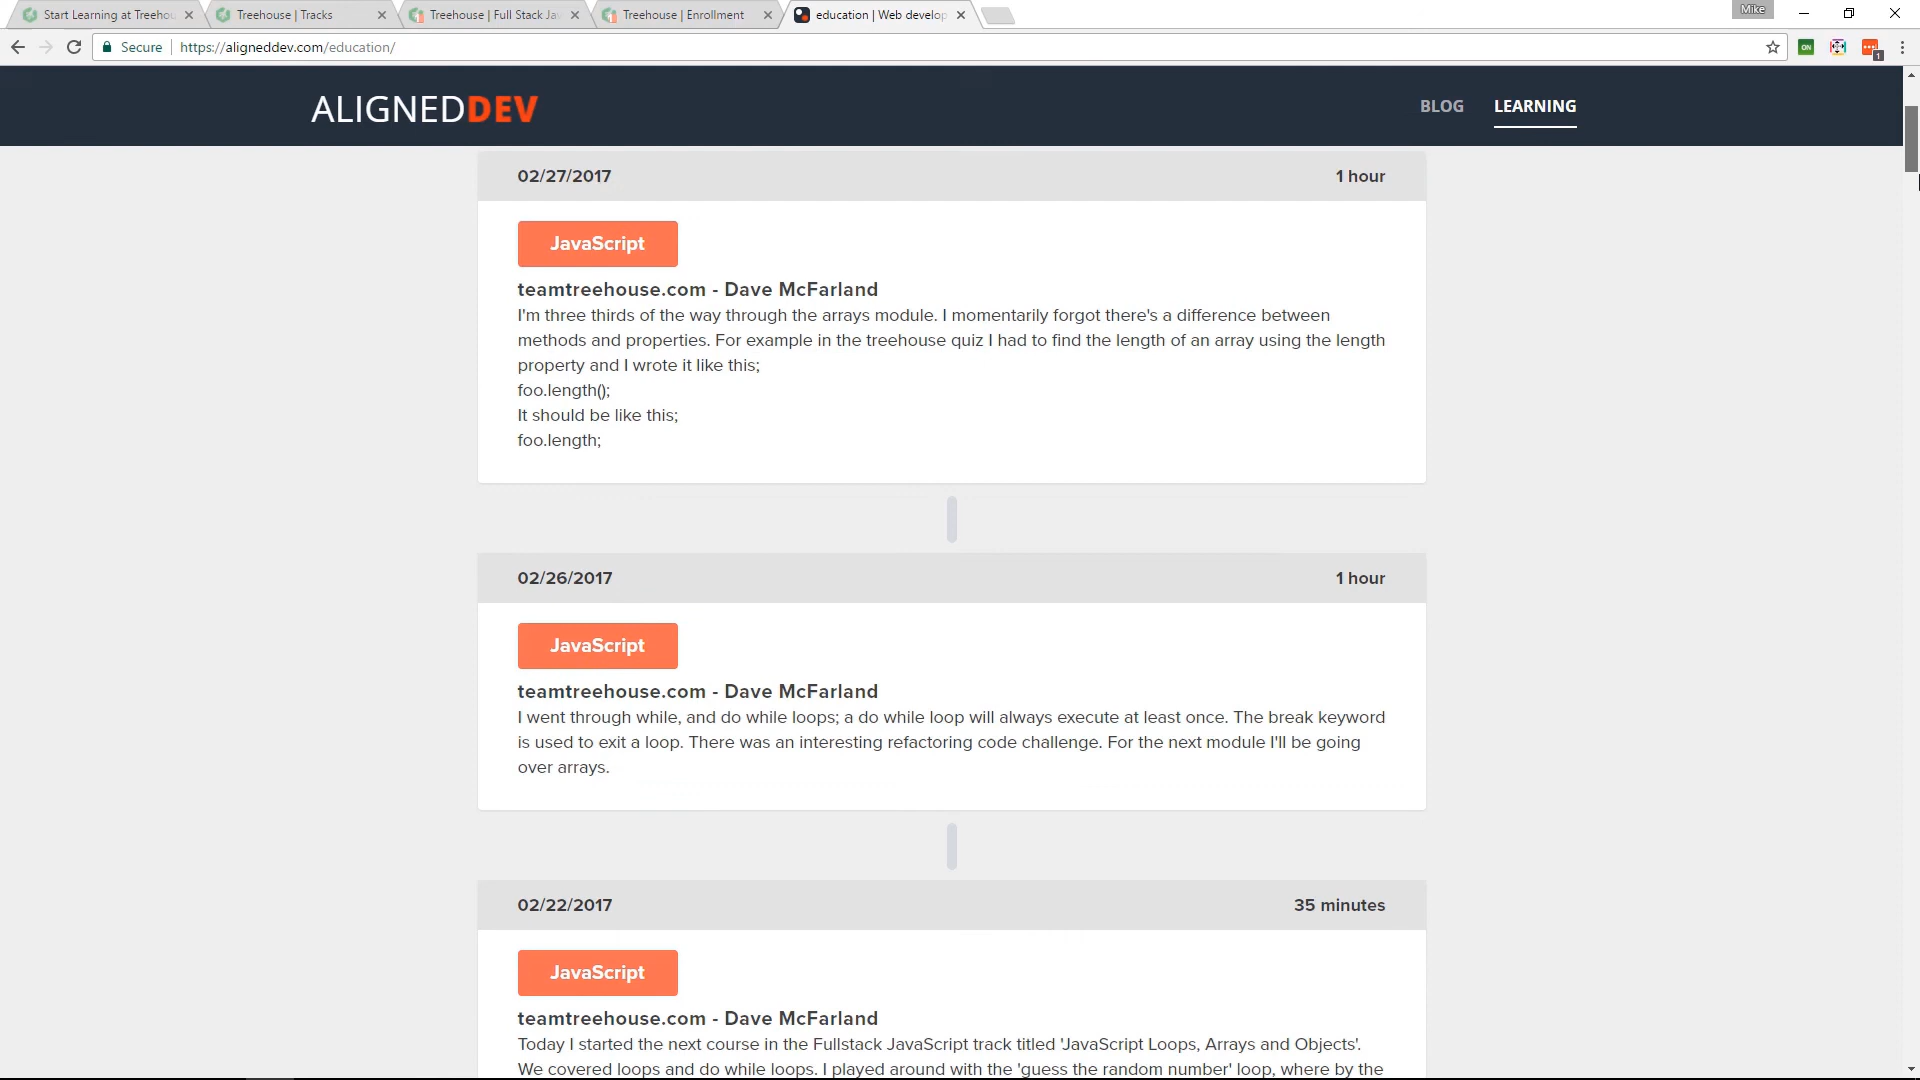 Start Learning at Treehou
Treehouse | Tracks
Treehouse | Full Stack Ja
Treehouse | Enrollment
education | Web develop
Mike
Secure
https://aligneddev.com/education/
ON
1
ALIGNEDDEV
BLOG
LEARNING
02/27/2017
1 hour
JavaScript
teamtreehouse.com - Dave McFarland
I'm three thirds of the way through the arrays module. I momentarily forgot there's a difference between
methods and properties. For example in the treehouse quiz I had to find the length of an array using the length
property and I wrote it like this;
foo.length();
It should be like this;
foo.length;
02/26/2017
1 hour
JavaScript
teamtreehouse.com - Dave McFarland
I went through while, and do while loops; a do while loop will always execute at least once. The break keyword
is used to exit a loop. There was an interesting refactoring code challenge. For the next module I'll be going
over arrays.
02/22/2017
35 minutes
JavaScript
teamtreehouse.com - Dave McFarland
Today I started the next course in the Fullstack JavaScript track titled 'JavaScript Loops, Arrays and Objects'.
We covered loops and do while loops. I played around with the 'guess the random number' loop, where by the